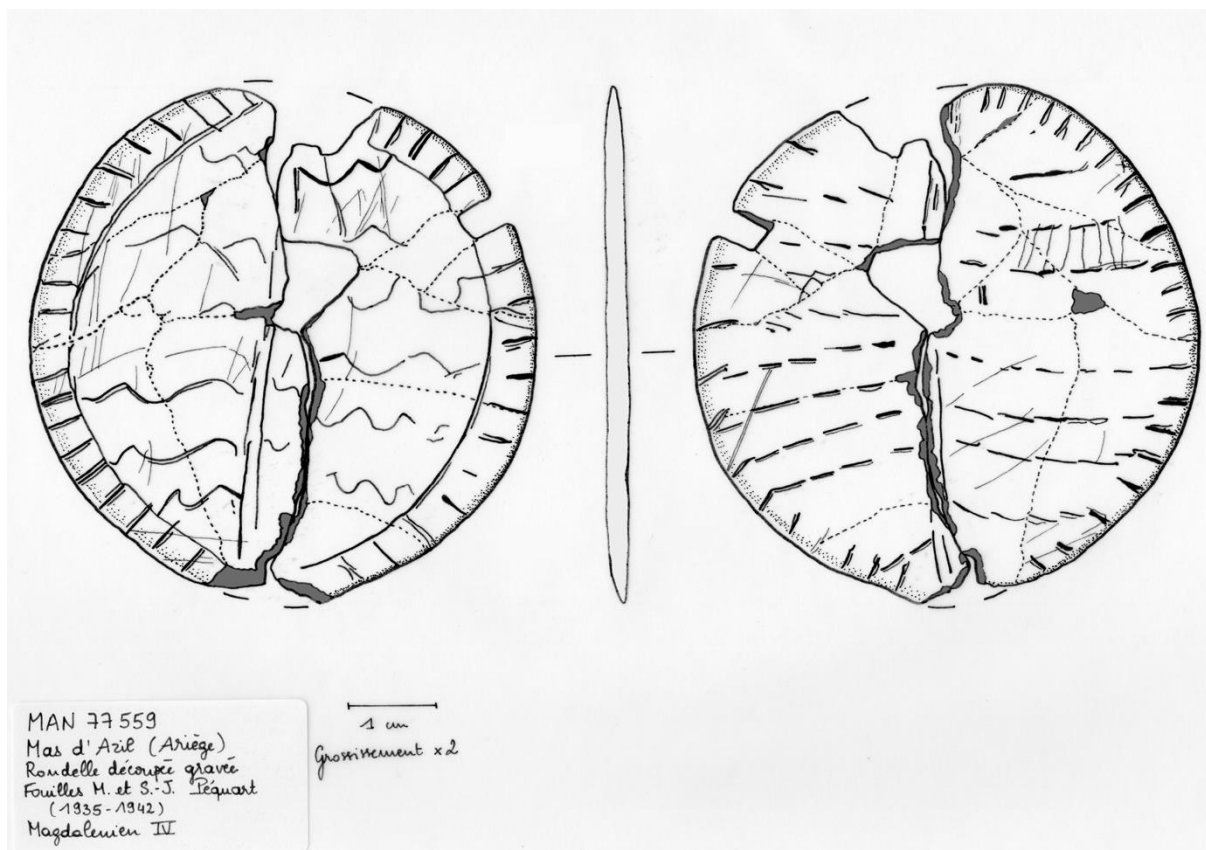 MAN 77559
Mas d'Azil (Ariège)
Rondelle découpée gravée
Fouilles M. et S.-J. Péquart
(1935-1942)
Magdalenien IV
1 cm
Grossissement x2